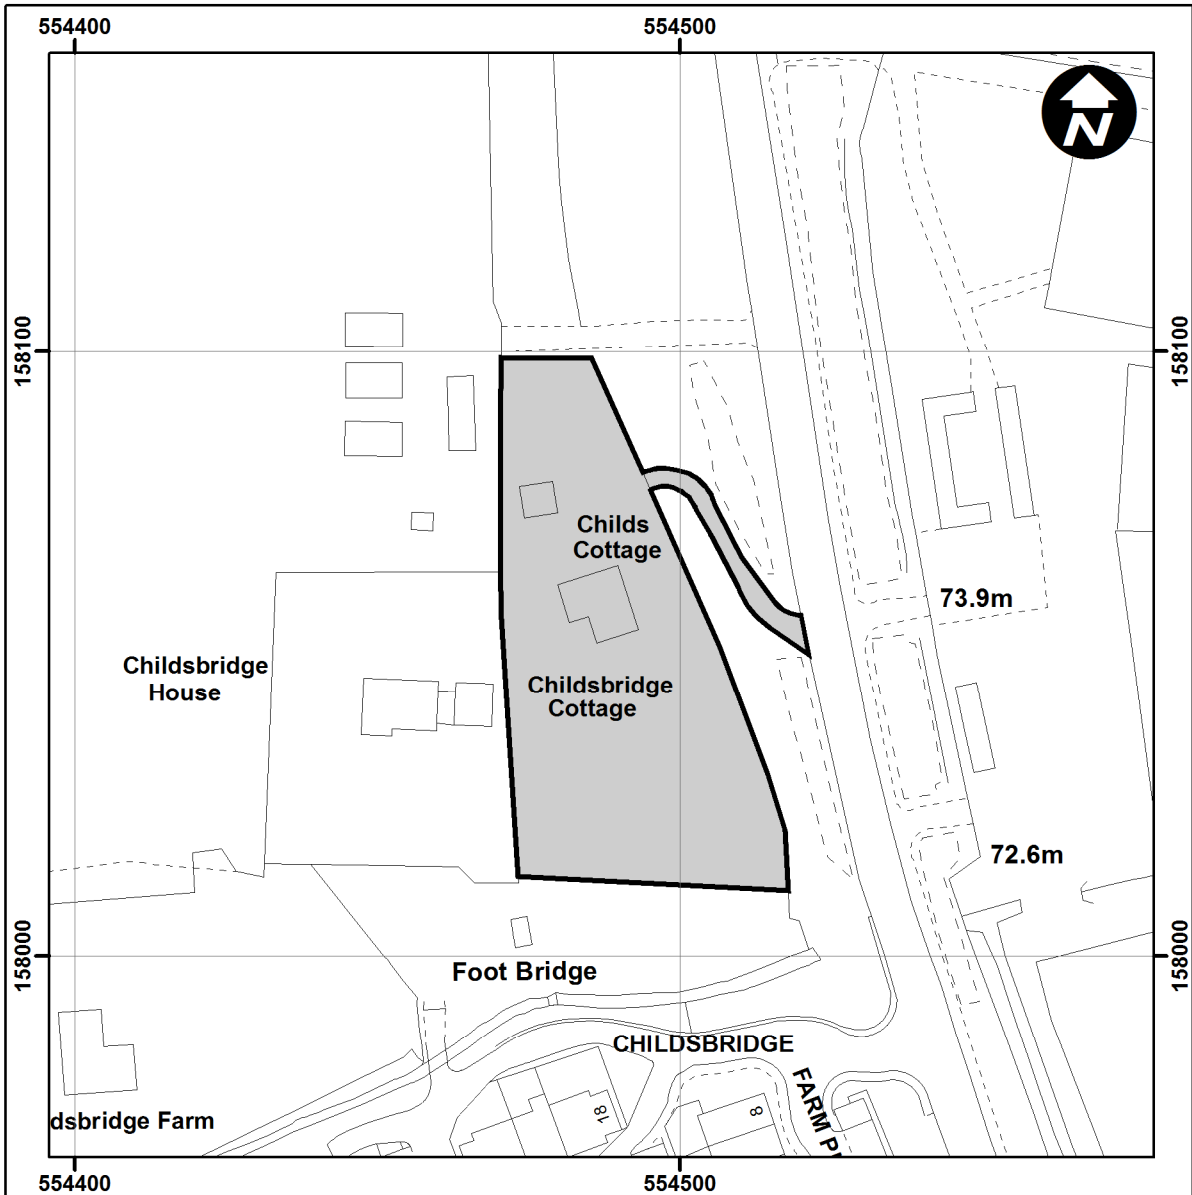 554400
554500
N
158100
158100
Childs
Cottage
73.9m
Childsbridge
House
Childsbridge
Cottage
72.6m
158000
158000
Foot Bridge
CHILDSBRIDGE
FARM
18
8
dsbridge Farm
554400
554500